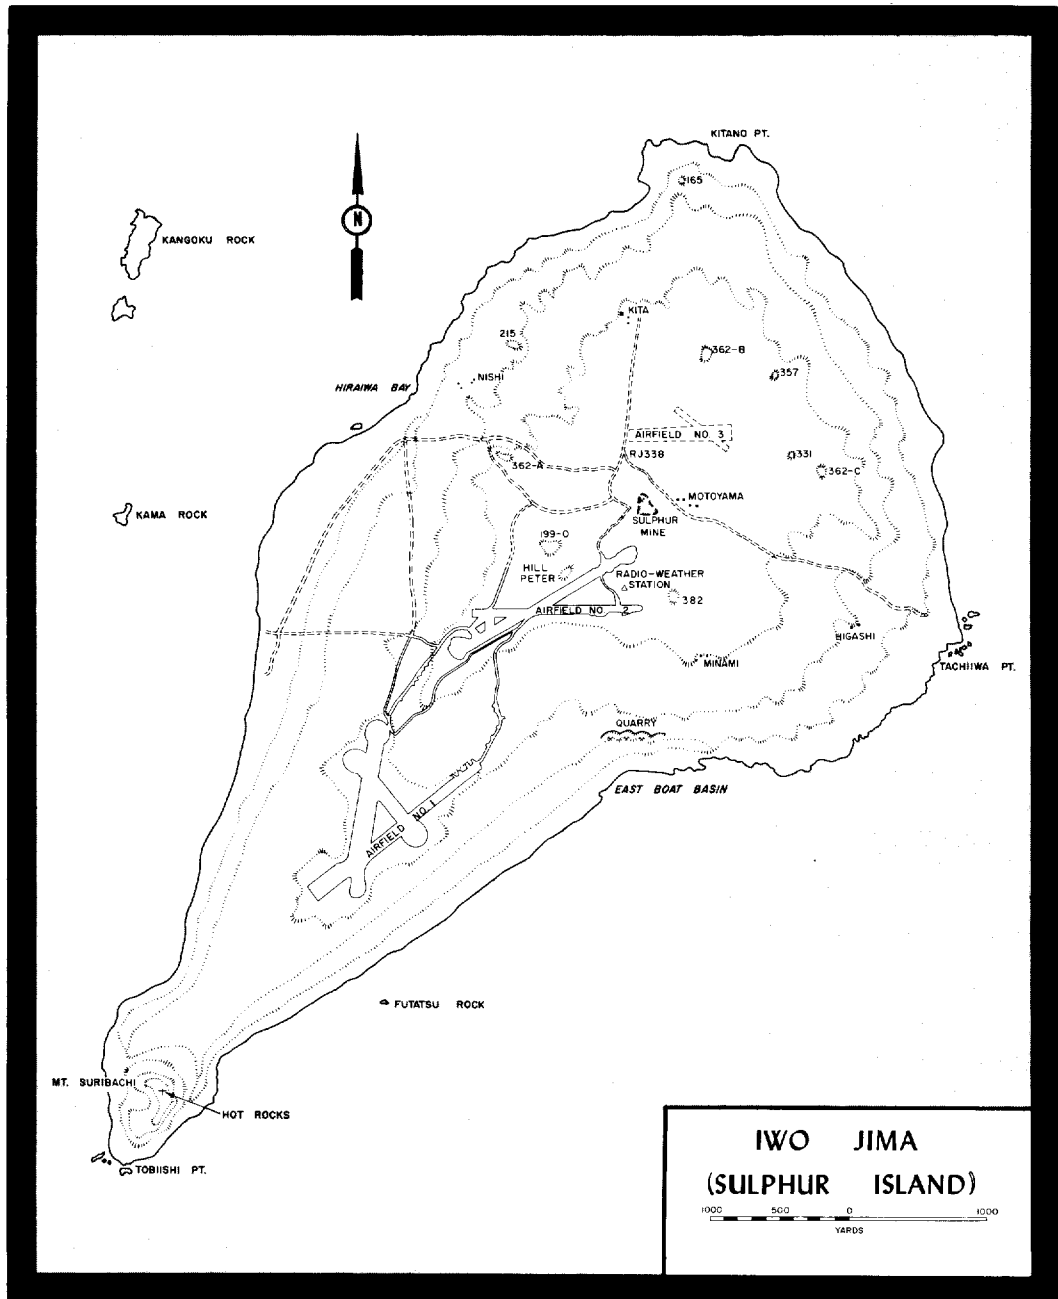 KITANO PT.
165
N
KANGOKU ROCK
KITA
215
362-B
357
NISHI
HIRAIWA BAY
AIRFIELD NO. 3
RJ338
331
362-A
362-C
MOTOYAMA
KAMA ROCK
SULPHUR
MINE
199-O
HILL
PETER
RADIO-WEATHER
STATION
382
AIRFIELD NO. 2
HIGASHI
MINAMI
TACHIIWA PT.
QUARRY
EAST BOAT BASIN
AIRFIELD NO. 1
FUTATSU ROCK
MT. SURIBACHI
HOT ROCKS
TOBIISHI PT.
IWO JIMA
(SULPHUR ISLAND)
1000 500 0 1000
YARDS